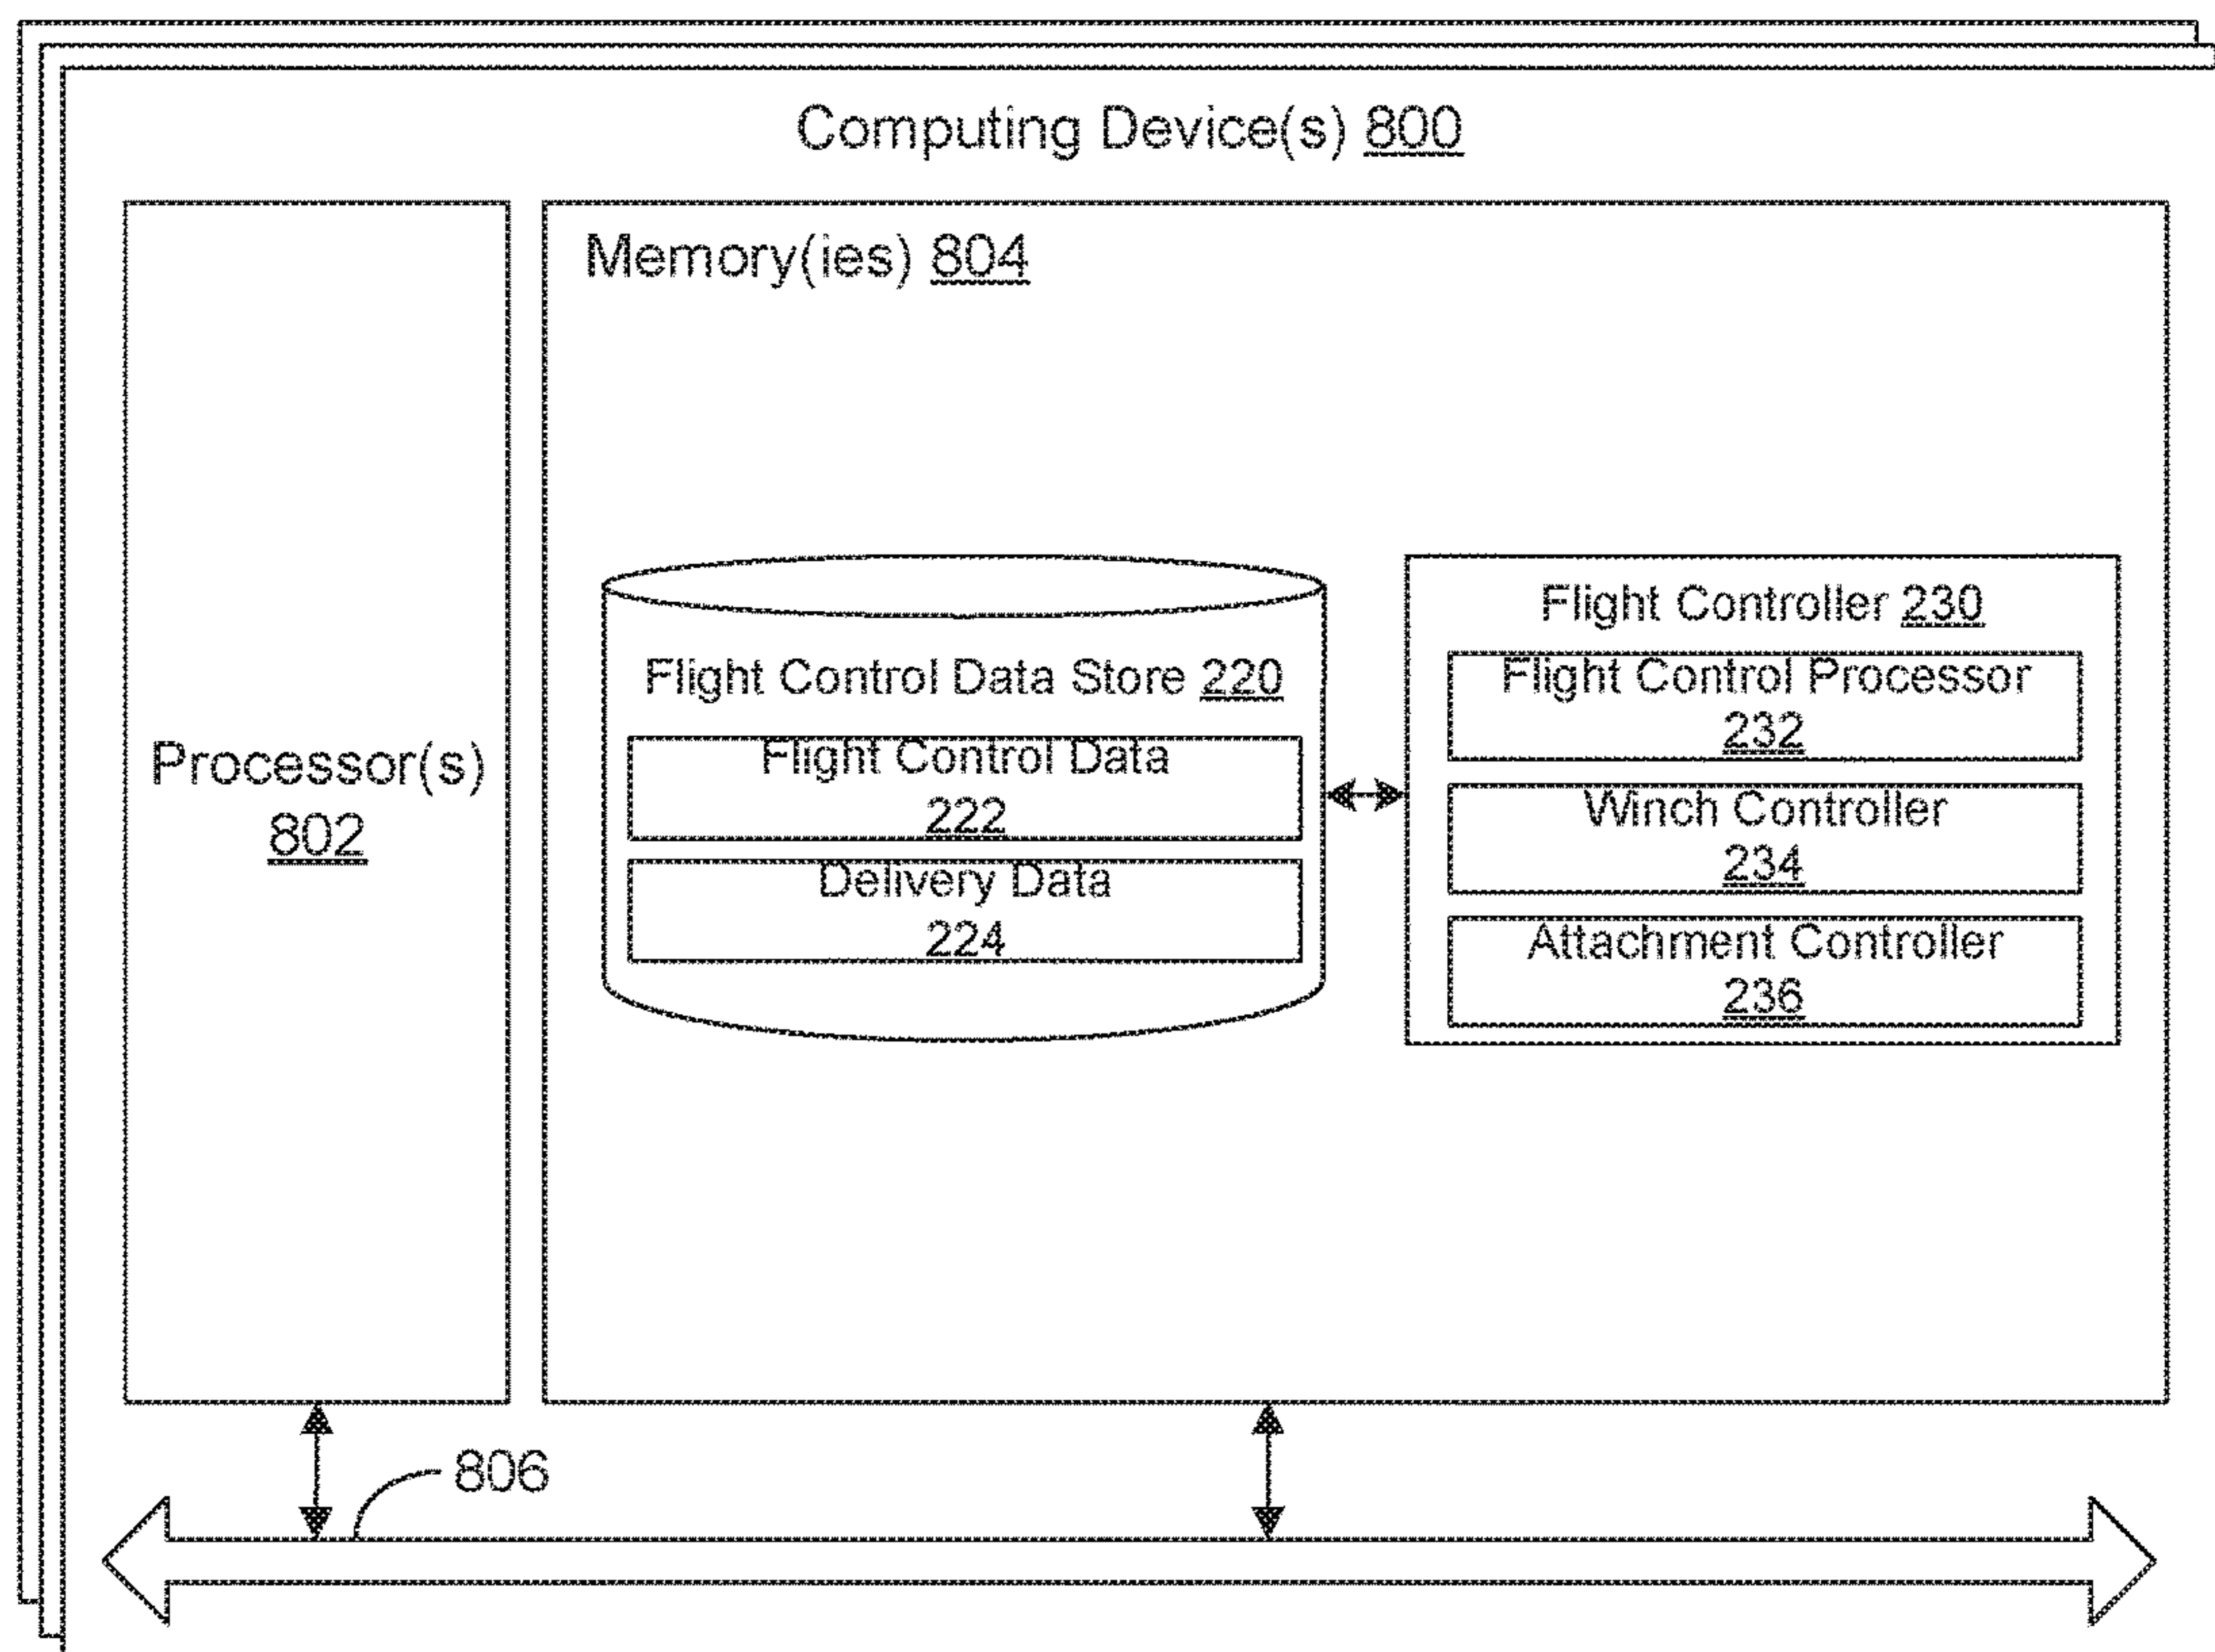 Computing Device(s) 800
Memory(ies) 804
Processor(s)
802
Flight Control Data Store 220
Flight Control Data
222
Delivery Data
224
Flight Controller 230
Flight Control Processor
232
Winch Controller
234
Attachment Controller
236
806